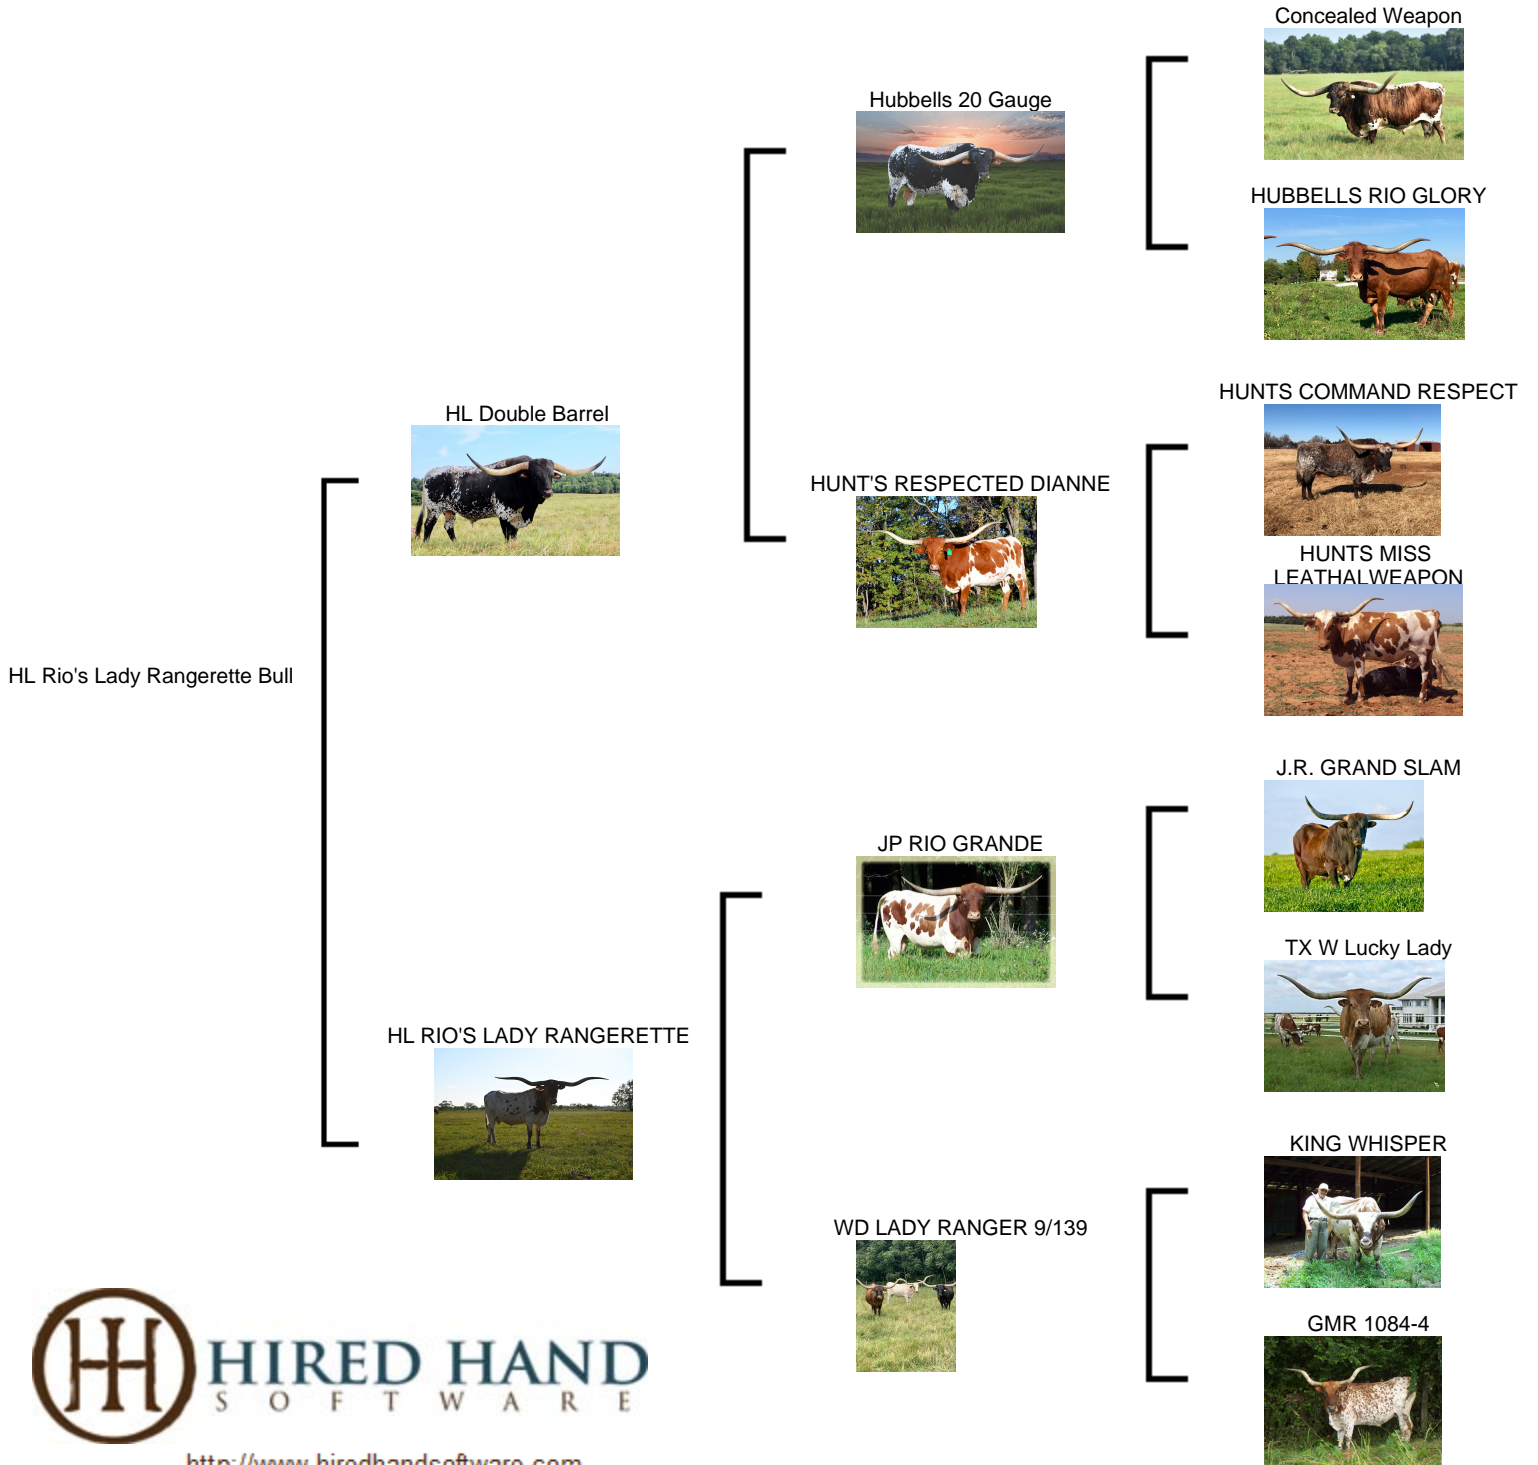 Concealed Weapon
Hubbells 20 Gauge
HUBBELLS RIO GLORY
HL Double Barrel
HUNTS COMMAND RESPECT
HUNT'S RESPECTED DIANNE
HUNTS MISS
LEATHALWEAPON
HL Rio's Lady Rangerette Bull
J.R. GRAND SLAM
JP RIO GRANDE
TX W Lucky Lady
HL RIO'S LADY RANGERETTE
KING WHISPER
WD LADY RANGER 9/139
GMR 1084-4
HIRED HAND
SOFTWARE
http://www.hiredhandsoftware.com